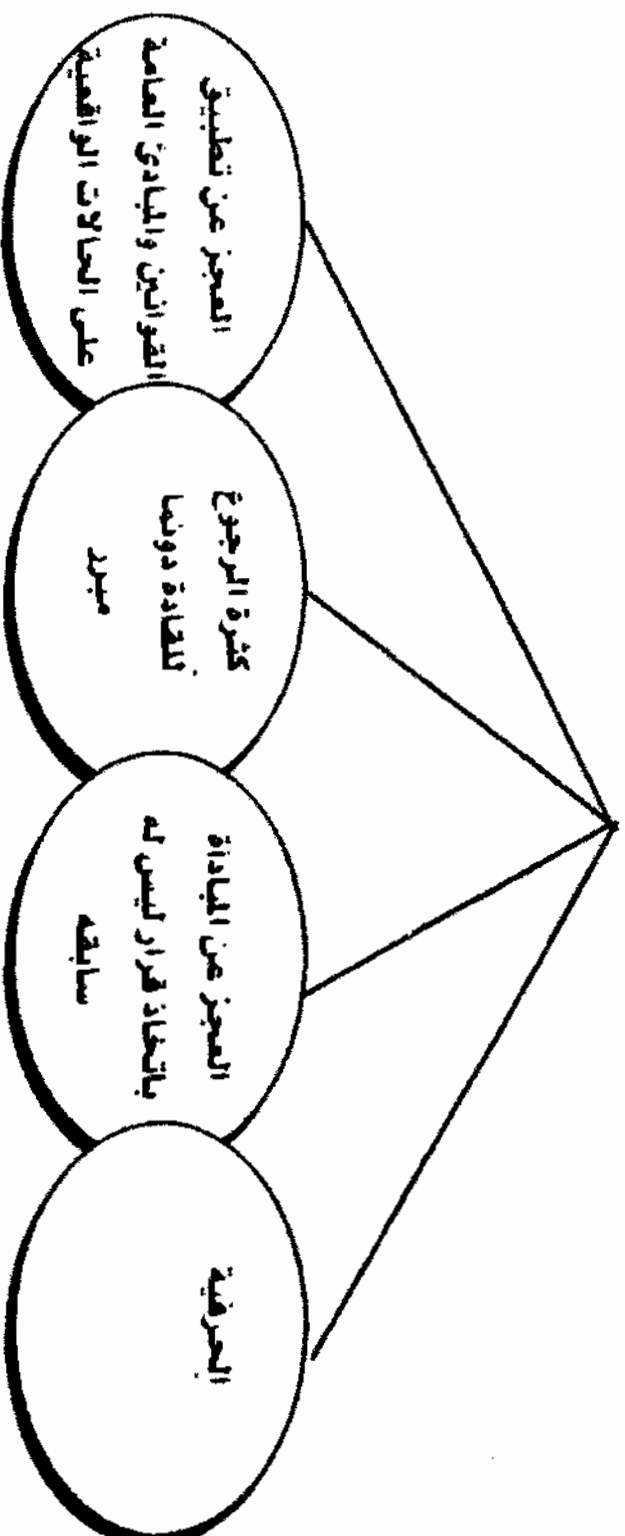 الحرفية
العجز عن المبادأة
باتخاذ قرار ليس له
سابقه
كثرة الرجوع
للقادة دونما
مبرر
العجز عن تطبيق
القوانين والمبادئ العامة
على الحالات الواقعية